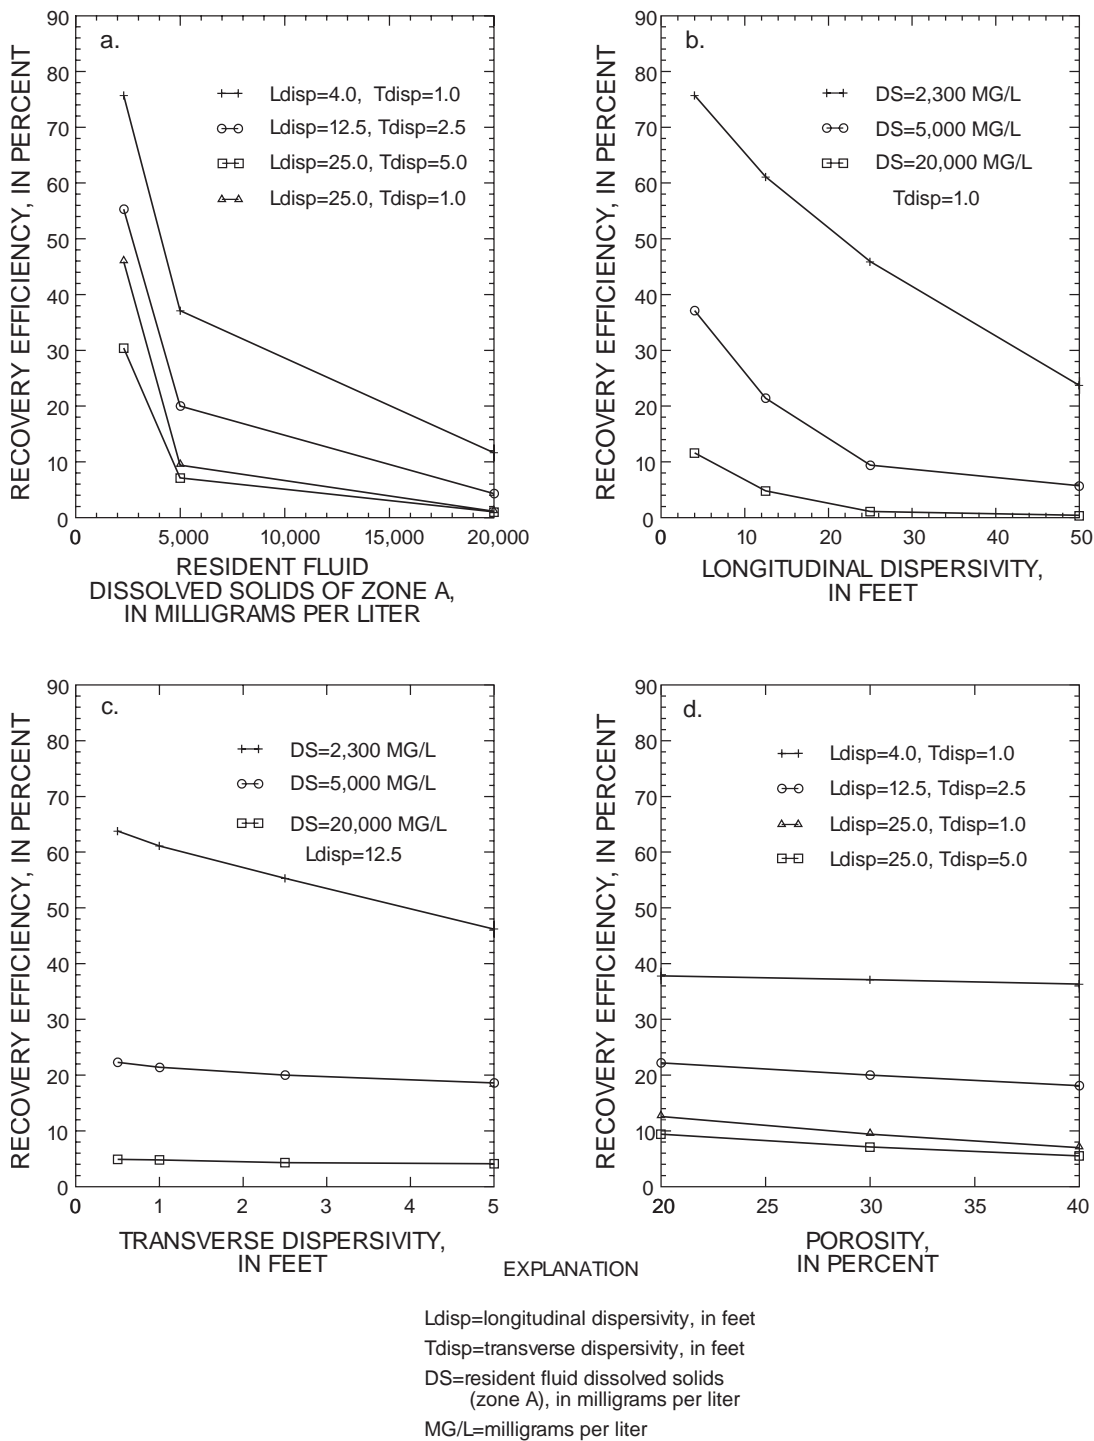 a.
RECOVERY EFFICIENCY, IN PERCENT
90
80
70
60
50
40
30
20
10
0
Ldisp=4.0, Tdisp=1.0
Ldisp=12.5, Tdisp=2.5
Ldisp=25.0, Tdisp=5.0
Ldisp=25.0, Tdisp=1.0
0 5,000 10,000 15,000 20,000
RESIDENT FLUID
DISSOLVED SOLIDS OF ZONE A,
IN MILLIGRAMS PER LITER
b.
RECOVERY EFFICIENCY, IN PERCENT
90
80
70
60
50
40
30
20
10
0
DS=2,300 MG/L
DS=5,000 MG/L
DS=20,000 MG/L
Tdisp=1.0
0 10 20 30 40 50
LONGITUDINAL DISPERSIVITY,
IN FEET
c.
RECOVERY EFFICIENCY, IN PERCENT
90
80
70
60
50
40
30
20
10
0
DS=2,300 MG/L
DS=5,000 MG/L
DS=20,000 MG/L
Ldisp=12.5
0 1 2 3 4 5
TRANSVERSE DISPERSIVITY,
IN FEET
d.
RECOVERY EFFICIENCY, IN PERCENT
90
80
70
60
50
40
30
20
10
0
Ldisp=4.0, Tdisp=1.0
Ldisp=12.5, Tdisp=2.5
Ldisp=25.0, Tdisp=1.0
Ldisp=25.0, Tdisp=5.0
20 25 30 35 40
POROSITY,
IN PERCENT
EXPLANATION
Ldisp=longitudinal dispersivity, in feet
Tdisp=transverse dispersivity, in feet
DS=resident fluid dissolved solids
(zone A), in milligrams per liter
MG/L=milligrams per liter